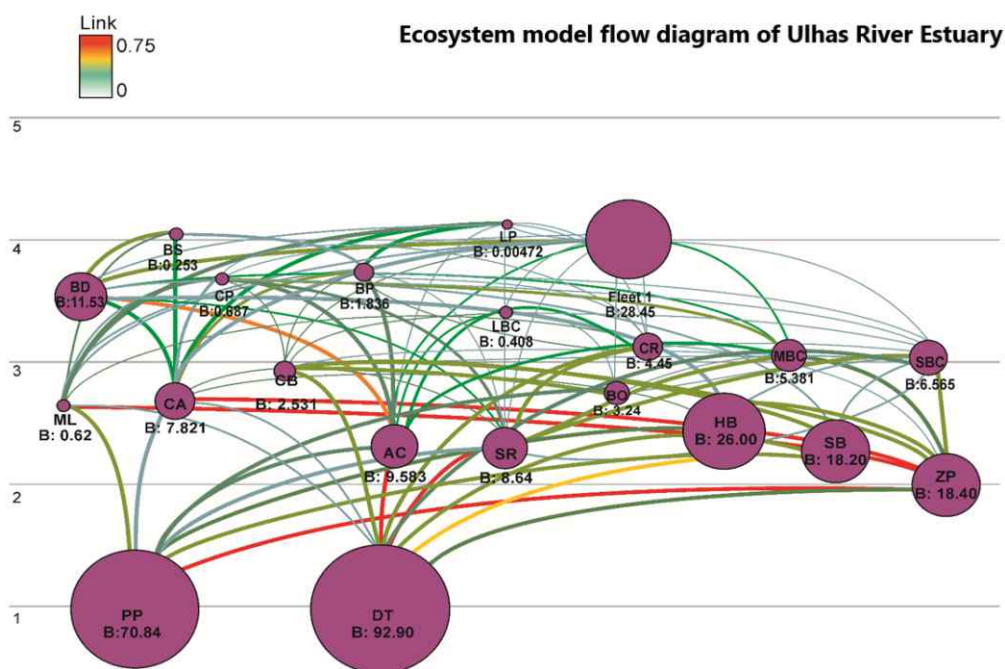 Link
0.75
0
Ecosystem model flow diagram of Ulhas River Estuary
5
4
3
2
1
BS
B:0.253
LP
B: 0.00472
BD
B:11.53
CP
B:0.687
BP
B:1.836
Fleet 1
B:28.45
LBC
B: 0.408
CR
B: 4.45
MBC
B:5.381
SBC
B:6.565
CB
B: 2.531
BO
B: 3.24
ML
B: 0.62
CA
B: 7.821
AC
B: 9.583
SR
B: 8.64
HB
B: 26.00
SB
B: 18.20
ZP
B: 18.40
PP
B:70.84
DT
B: 92.90